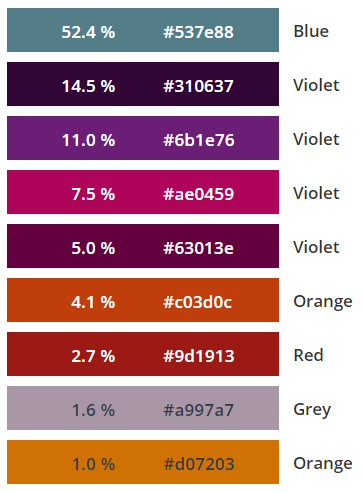 52.4 % #537e88 Blue
14.5 % #310637 Violet
11.0 % #6b1e76 Violet
7.5 % #ae0459 Violet
5.0 % #63013e Violet
4.1 % #c03d0c Orange
2.7 % #9d1913 Red
1.6 % #a997a7 Grey
1.0 % #d07203 Orange